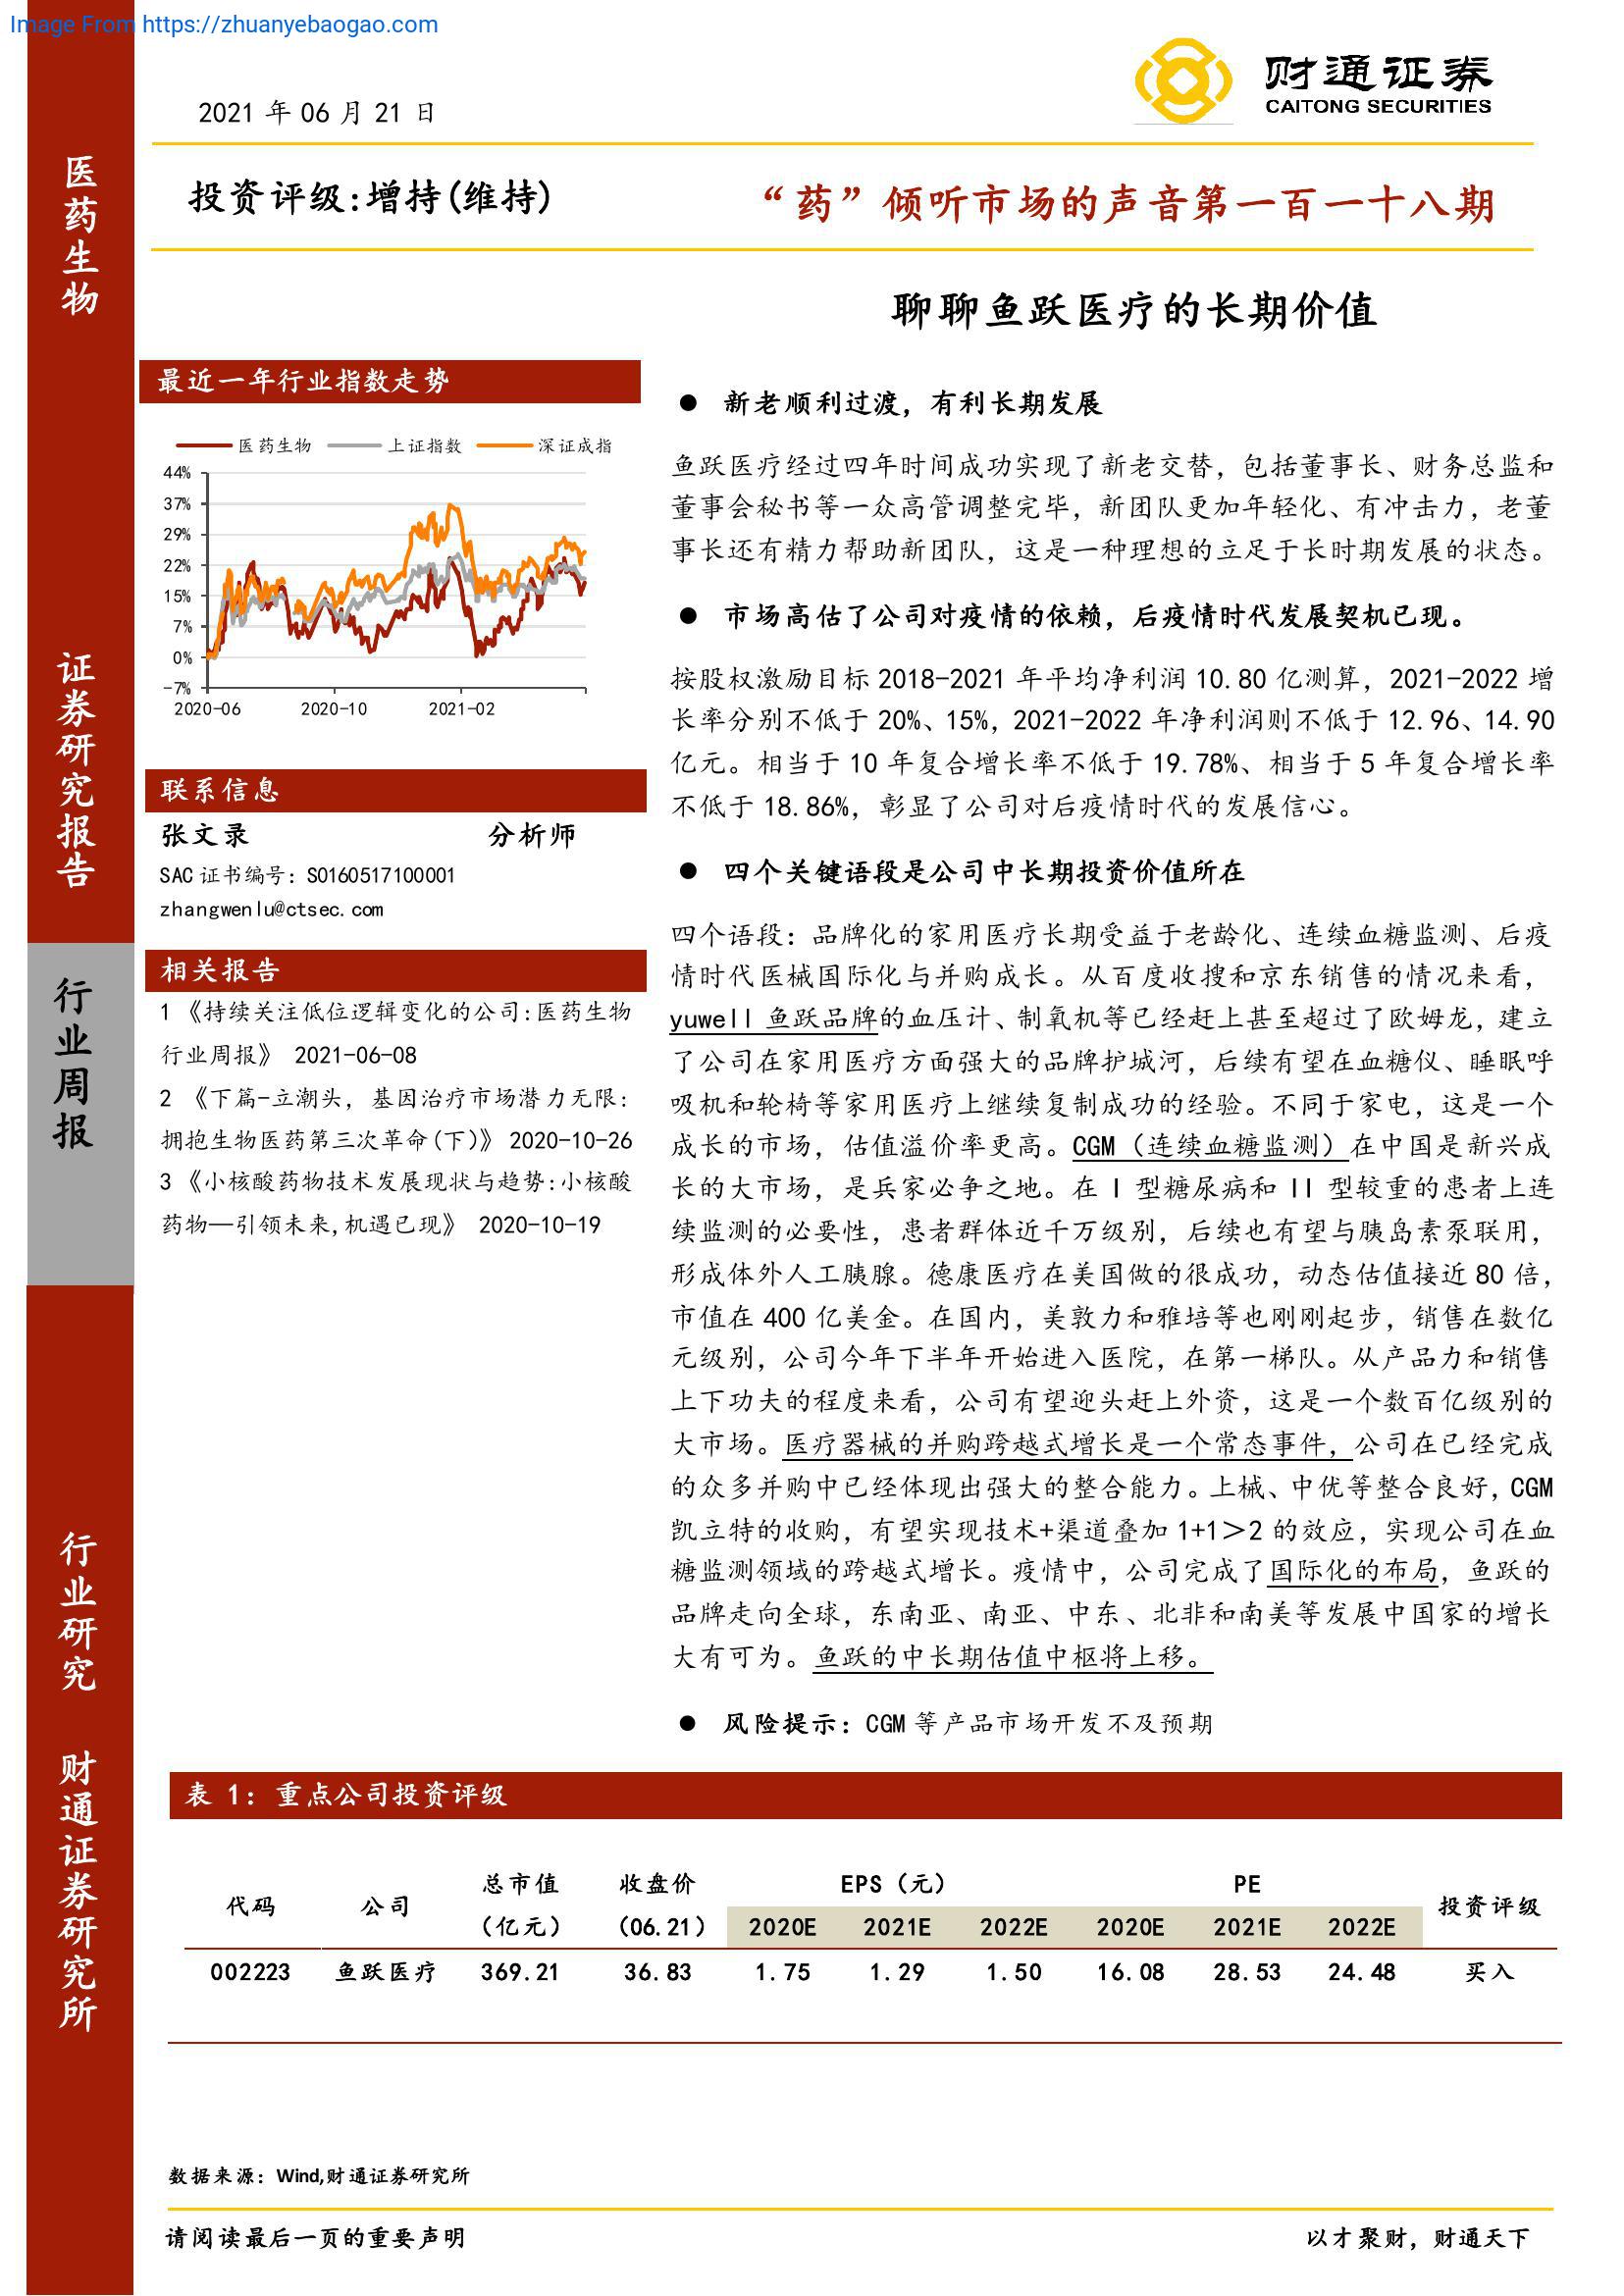 Image From https://zhuanyebaogao.com
财通证券
CAITONG SECURITIES
2021 年 06 月 21 日
投资评级:增持(维持)
“药”倾听市场的声音第一百一十八期
聊聊鱼跃医疗的长期价值
医药生物
证券研究报告
行业周报
行业研究
财通证券研究所
最近一年行业指数走势
医药生物 上证指数 深证成指
44%
37%
29%
22%
15%
7%
0%
-7%
2020-06 2020-10 2021-02
联系信息
张文录 分析师
SAC 证书编号：S0160517100001
zhangwenlu@ctsec.com
相关报告
1 《持续关注低位逻辑变化的公司:医药生物
行业周报》 2021-06-08
2 《下篇-立潮头，基因治疗市场潜力无限：
拥抱生物医药第三次革命(下)》 2020-10-26
3 《小核酸药物技术发展现状与趋势:小核酸
药物—引领未来,机遇已现》 2020-10-19
● 新老顺利过渡，有利长期发展
鱼跃医疗经过四年时间成功实现了新老交替，包括董事长、财务总监和
董事会秘书等一众高管调整完毕，新团队更加年轻化、有冲击力，老董
事长还有精力帮助新团队，这是一种理想的立足于长时期发展的状态。
● 市场高估了公司对疫情的依赖，后疫情时代发展契机已现。
按股权激励目标 2018-2021 年平均净利润 10.80 亿测算，2021-2022 增
长率分别不低于 20%、15%，2021-2022 年净利润则不低于 12.96、14.90
亿元。相当于 10 年复合增长率不低于 19.78%、相当于 5 年复合增长率
不低于 18.86%，彰显了公司对后疫情时代的发展信心。
● 四个关键语段是公司中长期投资价值所在
四个语段：品牌化的家用医疗长期受益于老龄化、连续血糖监测、后疫
情时代医械国际化与并购成长。从百度收搜和京东销售的情况来看，
yuwell 鱼跃品牌的血压计、制氧机等已经赶上甚至超过了欧姆龙，建立
了公司在家用医疗方面强大的品牌护城河，后续有望在血糖仪、睡眠呼
吸机和轮椅等家用医疗上继续复制成功的经验。不同于家电，这是一个
成长的市场，估值溢价率更高。CGM（连续血糖监测）在中国是新兴成
长的大市场，是兵家必争之地。在 I 型糖尿病和 II 型较重的患者上连
续监测的必要性，患者群体近千万级别，后续也有望与胰岛素泵联用，
形成体外人工胰腺。德康医疗在美国做的很成功，动态估值接近 80 倍，
市值在 400 亿美金。在国内，美敦力和雅培等也刚刚起步，销售在数亿
元级别，公司今年下半年开始进入医院，在第一梯队。从产品力和销售
上下功夫的程度来看，公司有望迎头赶上外资，这是一个数百亿级别的
大市场。医疗器械的并购跨越式增长是一个常态事件，公司在已经完成
的众多并购中已经体现出强大的整合能力。上械、中优等整合良好，CGM
凯立特的收购，有望实现技术+渠道叠加 1+1＞2 的效应，实现公司在血
糖监测领域的跨越式增长。疫情中，公司完成了国际化的布局，鱼跃的
品牌走向全球，东南亚、南亚、中东、北非和南美等发展中国家的增长
大有可为。鱼跃的中长期估值中枢将上移。
● 风险提示：CGM 等产品市场开发不及预期
表 1：重点公司投资评级
代码 公司 总市值（亿元） 收盘价（06.21） EPS（元） PE 投资评级
2020E 2021E 2022E 2020E 2021E 2022E
002223 鱼跃医疗 369.21 36.83 1.75 1.29 1.50 16.08 28.53 24.48 买入
数据来源：Wind,财通证券研究所
请阅读最后一页的重要声明 以才聚财，财通天下